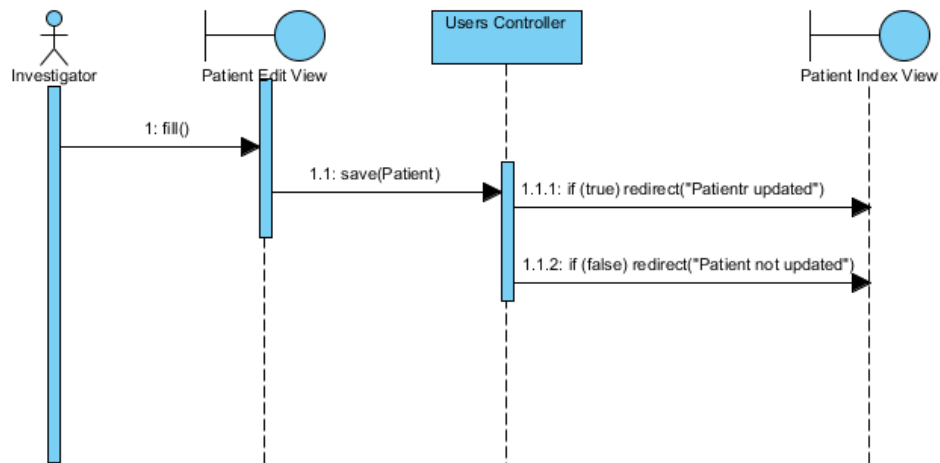 Users Controller
Investigator
Patient Edit View
Patient Index View
1: fill()
1.1: save(Patient)
1.1.1: if (true) redirect("Patientr updated")
1.1.2: if (false) redirect("Patient not updated")